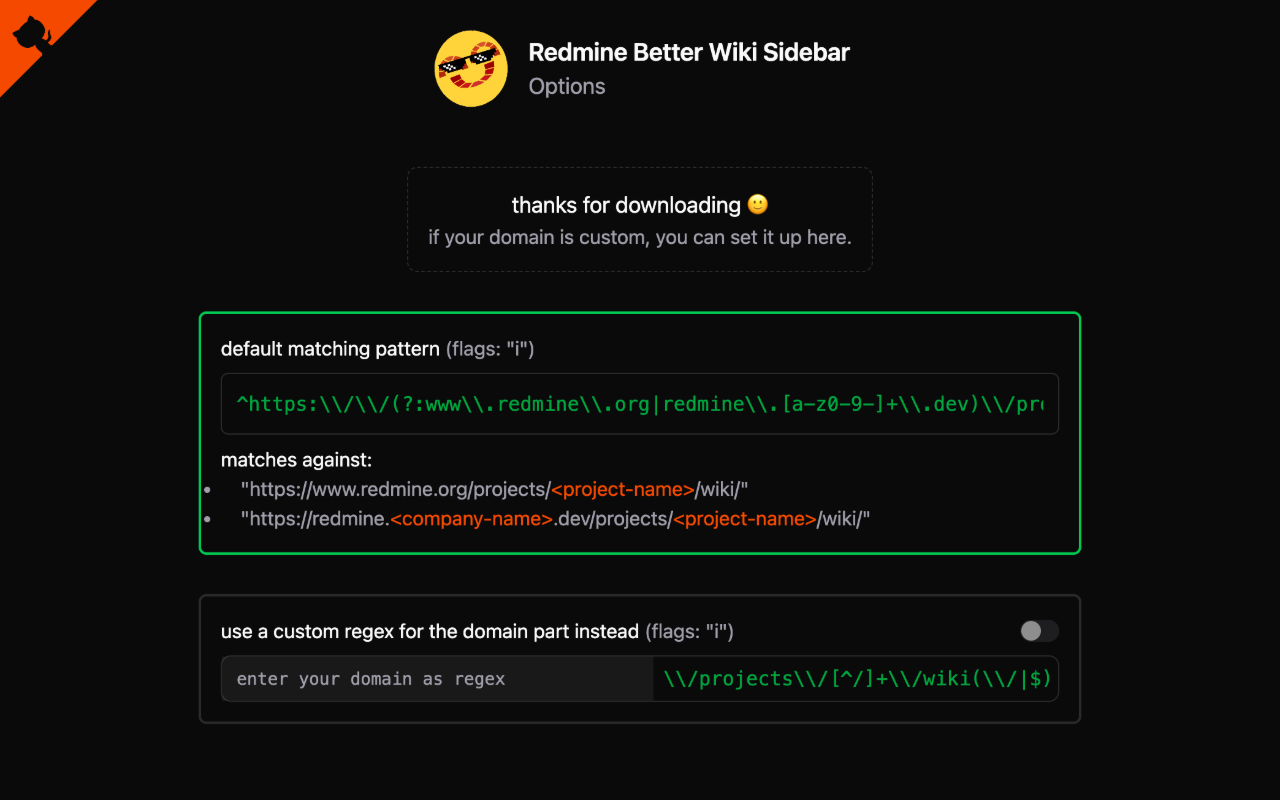 Redmine Better Wiki Sidebar
Options
thanks for downloading 🙂
if your domain is custom, you can set it up here.
default matching pattern (flags: "i")
^https:\\/\\/(?:www\\.redmine\\.org|redmine\\.[a-z0-9-]+\\.dev)\\/pro
matches against:
• "https://www.redmine.org/projects/<project-name>/wiki/"
• "https://redmine.<company-name>.dev/projects/<project-name>/wiki/"
use a custom regex for the domain part instead (flags: "i")
enter your domain as regex \\/projects\\/[^/]+\\/wiki(\\/|$)